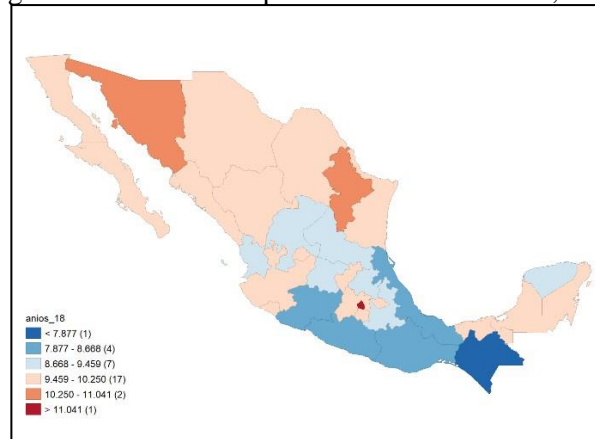 anios_18
< 7.877 (1)
7.877 - 8.668 (4)
8.668 - 9.459 (7)
9.459 - 10.250 (17)
10.250 - 11.041 (2)
> 11.041 (1)